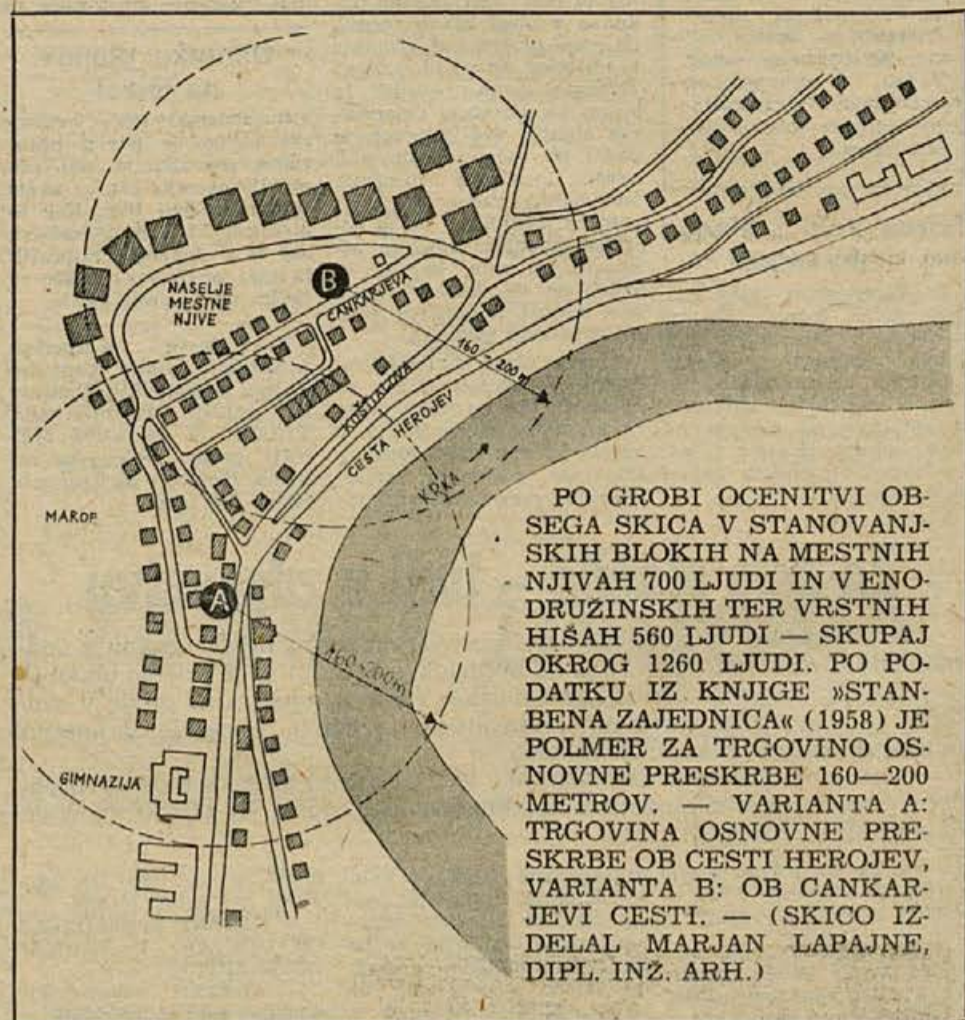 B
NASELJE
MESTNE
NJIVE
CANKARJEVA
160 - 200 m
KOŠTIALOVA
CESTA HEROJEV
KRKA
MAROF
A
160-200m
GIMNAZIJA
PO GROBI OCENITVI OB-
SEGA SKICA V STANOVANJ-
SKIH BLOKIH NA MESTNIH
NJIVAH 700 LJUDI IN V ENO-
DRUŽINSKIH TER VRSTNIH
HIŠAH 560 LJUDI — SKUPAJ
OKROG 1260 LJUDI. PO PO-
DATKU IZ KNJIGE »STAN-
BENA ZAJEDNICA« (1958) JE
POLMER ZA TRGOVINO OS-
NOVNE PRESKRBE 160—200
METROV. — VARIANTA A:
TRGOVINA OSNOVNE PRE-
SKRBE OB CESTI HEROJEV,
VARIANTA B: OB CANKAR-
JEVI CESTI. — (SKICO IZ-
DELAL MARJAN LAPAJNE,
DIPL. INŽ. ARH.)